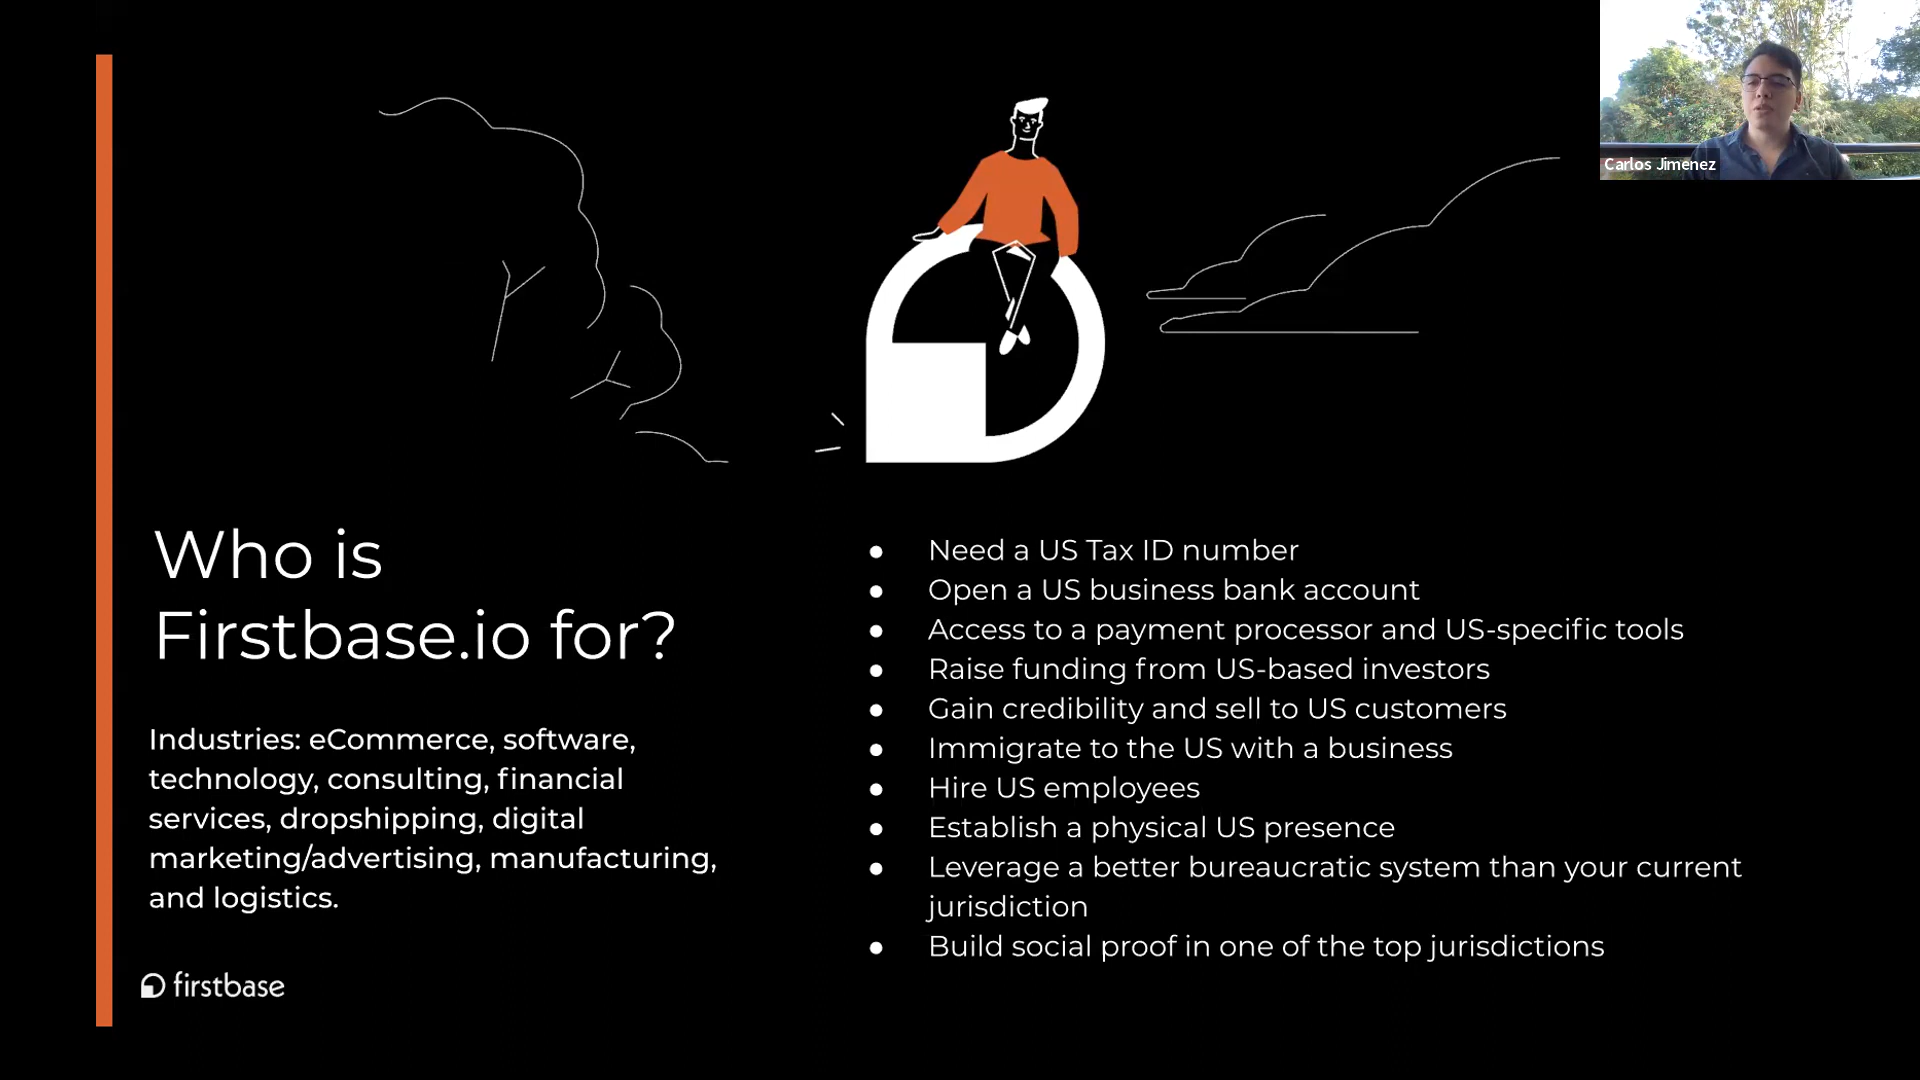 Carlos Jimenez
Who is
Firstbase.io for?
Industries: eCommerce, software,
technology, consulting, financial
services, dropshipping, digital
marketing/advertising, manufacturing,
and logistics.
firstbase
● Need a US Tax ID number
● Open a US business bank account
● Access to a payment processor and US-specific tools
● Raise funding from US-based investors
● Gain credibility and sell to US customers
● Immigrate to the US with a business
● Hire US employees
● Establish a physical US presence
● Leverage a better bureaucratic system than your current
jurisdiction
● Build social proof in one of the top jurisdictions